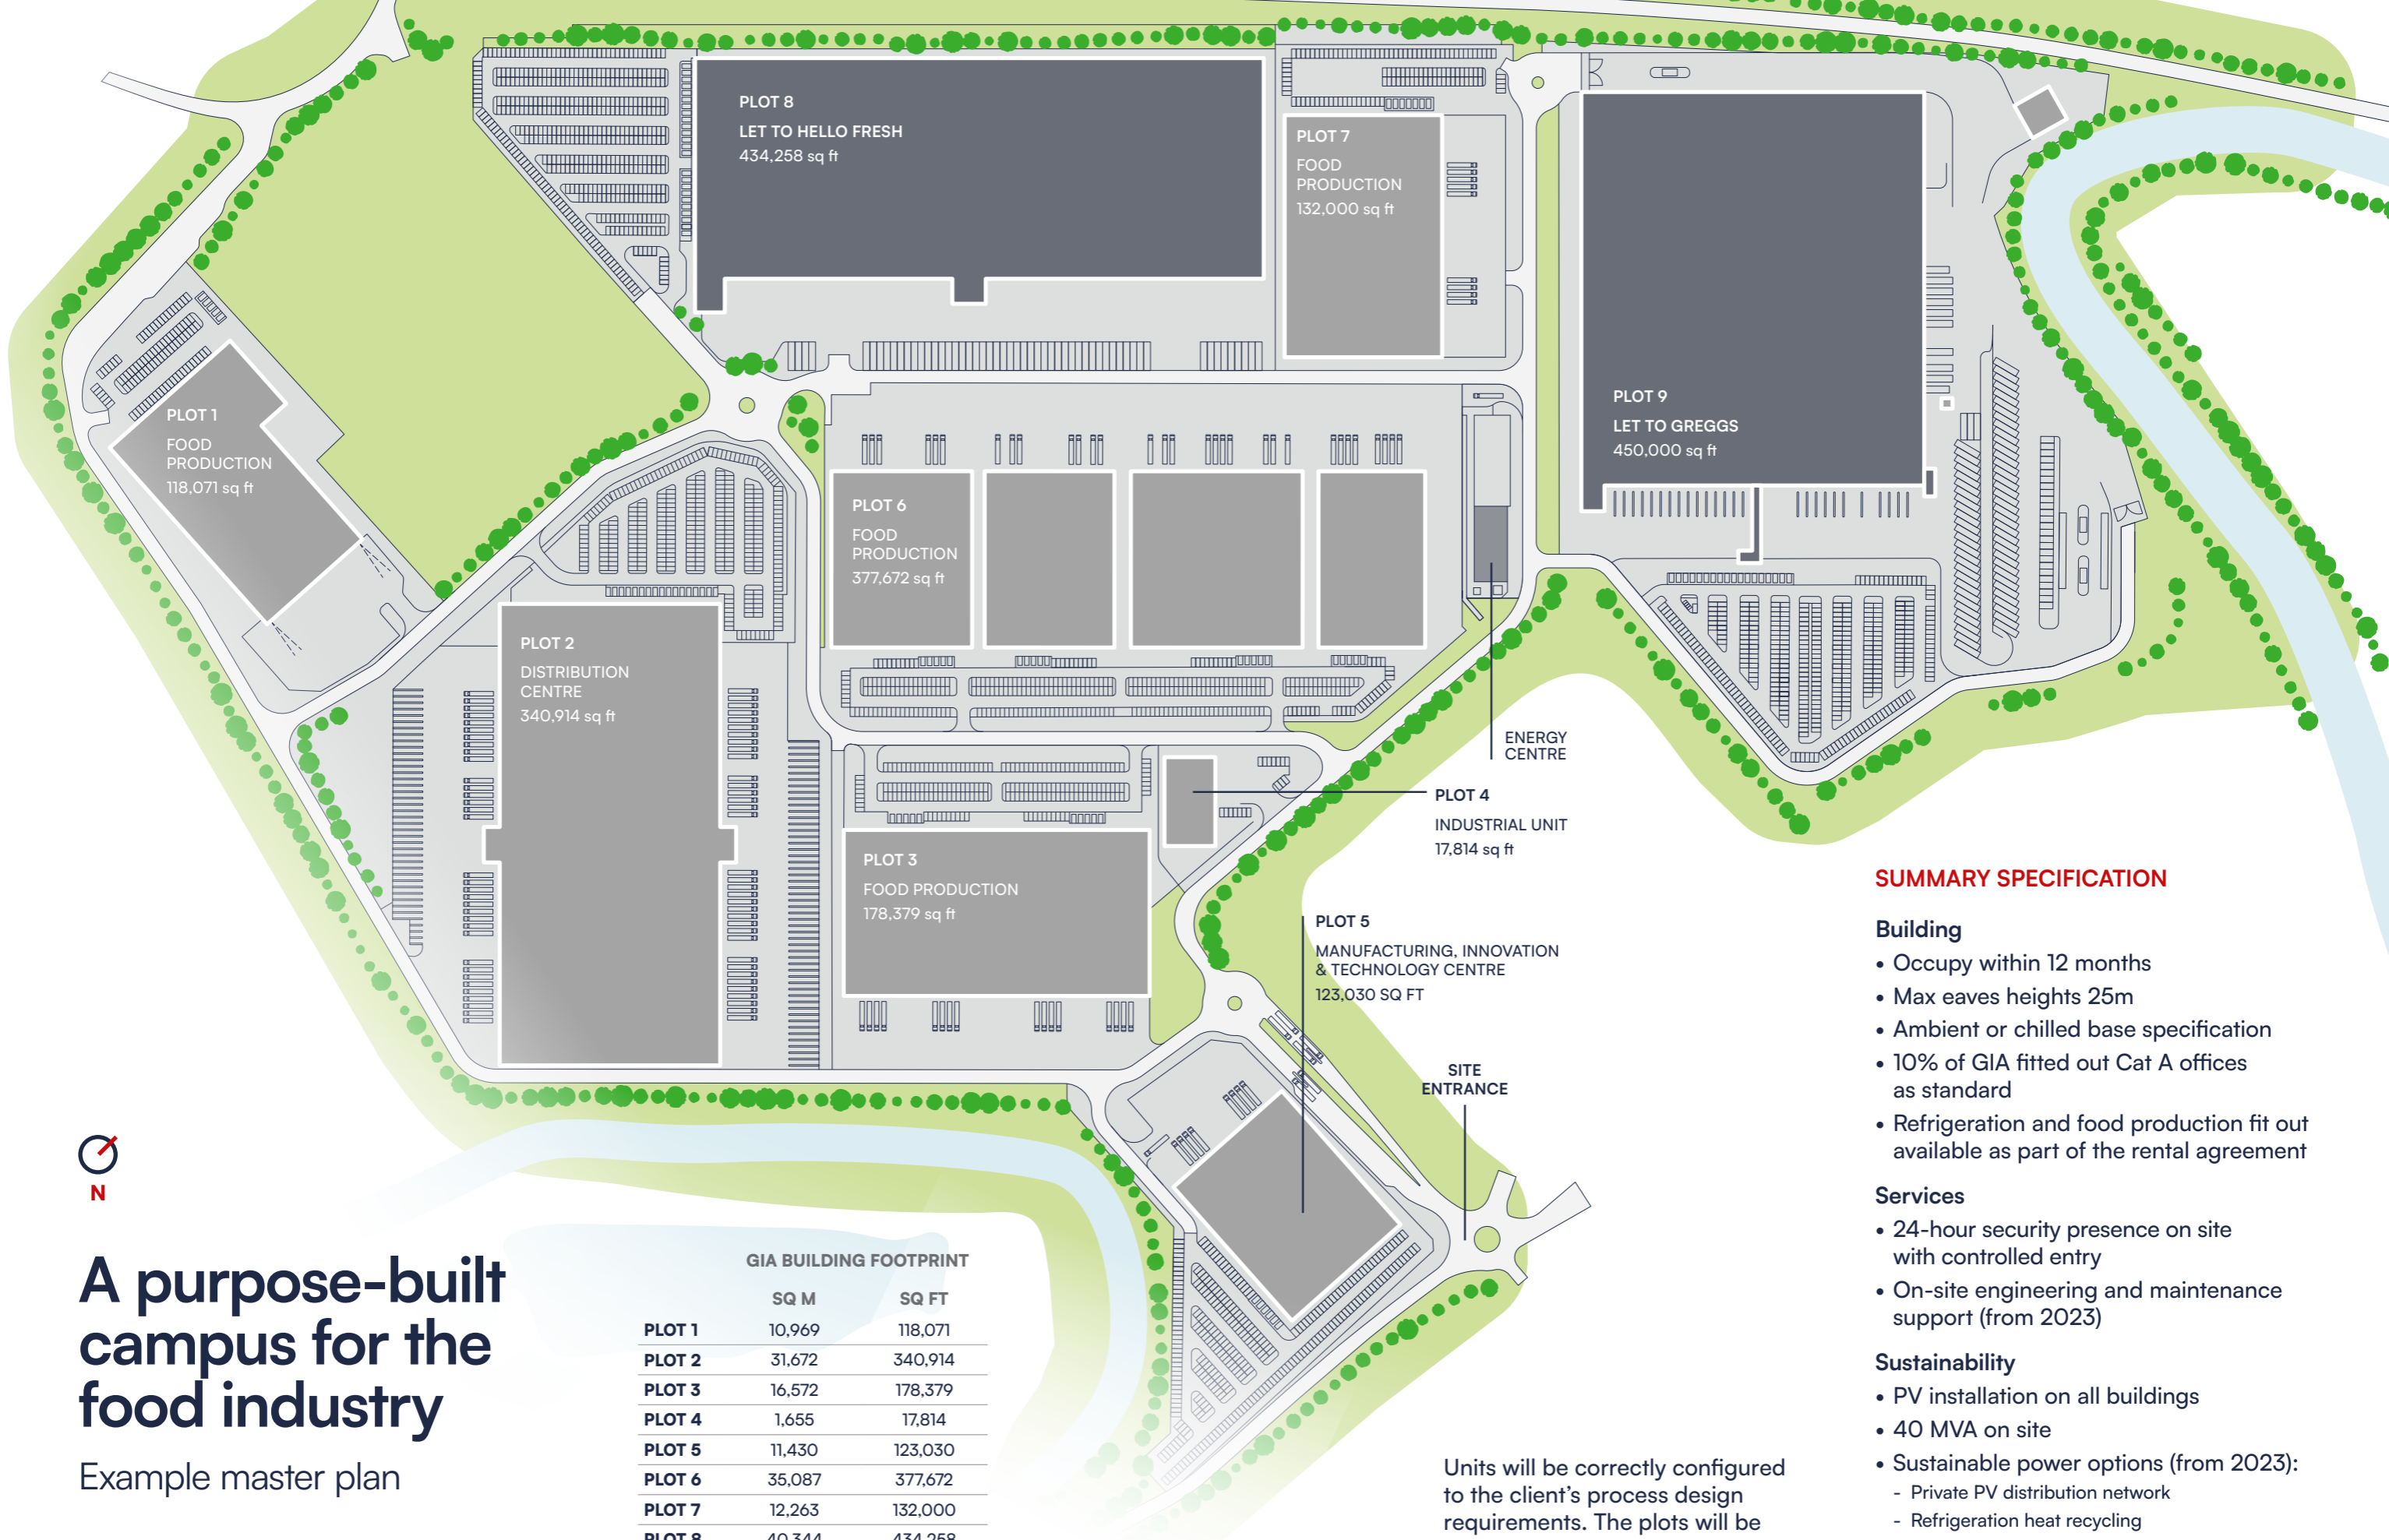 PLOT 8
LET TO HELLO FRESH
434,258 sq ft
PLOT 7
FOOD
PRODUCTION
132,000 sq ft
PLOT 9
LET TO GREGGS
450,000 sq ft
PLOT 1
FOOD
PRODUCTION
118,071 sq ft
PLOT 6
FOOD
PRODUCTION
377,672 sq ft
PLOT 2
DISTRIBUTION
CENTRE
340,914 sq ft
ENERGY
CENTRE
PLOT 4
INDUSTRIAL UNIT
17,814 sq ft
PLOT 3
FOOD PRODUCTION
178,379 sq ft
PLOT 5
MANUFACTURING, INNOVATION
& TECHNOLOGY CENTRE
123,030 SQ FT
SITE
ENTRANCE
N
A purpose-built
campus for the
food industry
Example master plan
GIA BUILDING FOOTPRINT
SQ M SQ FT
PLOT 1 10,969 118,071
PLOT 2 31,672 340,914
PLOT 3 16,572 178,379
PLOT 4 1,655 17,814
PLOT 5 11,430 123,030
PLOT 6 35,087 377,672
PLOT 7 12,263 132,000
PLOT 8 40,344 434,258
Units will be correctly configured
to the client's process design
requirements. The plots will be
SUMMARY SPECIFICATION
Building
• Occupy within 12 months
• Max eaves heights 25m
• Ambient or chilled base specification
• 10% of GIA fitted out Cat A offices
as standard
• Refrigeration and food production fit out
available as part of the rental agreement
Services
• 24-hour security presence on site
with controlled entry
• On-site engineering and maintenance
support (from 2023)
Sustainability
• PV installation on all buildings
• 40 MVA on site
• Sustainable power options (from 2023):
- Private PV distribution network
- Refrigeration heat recycling